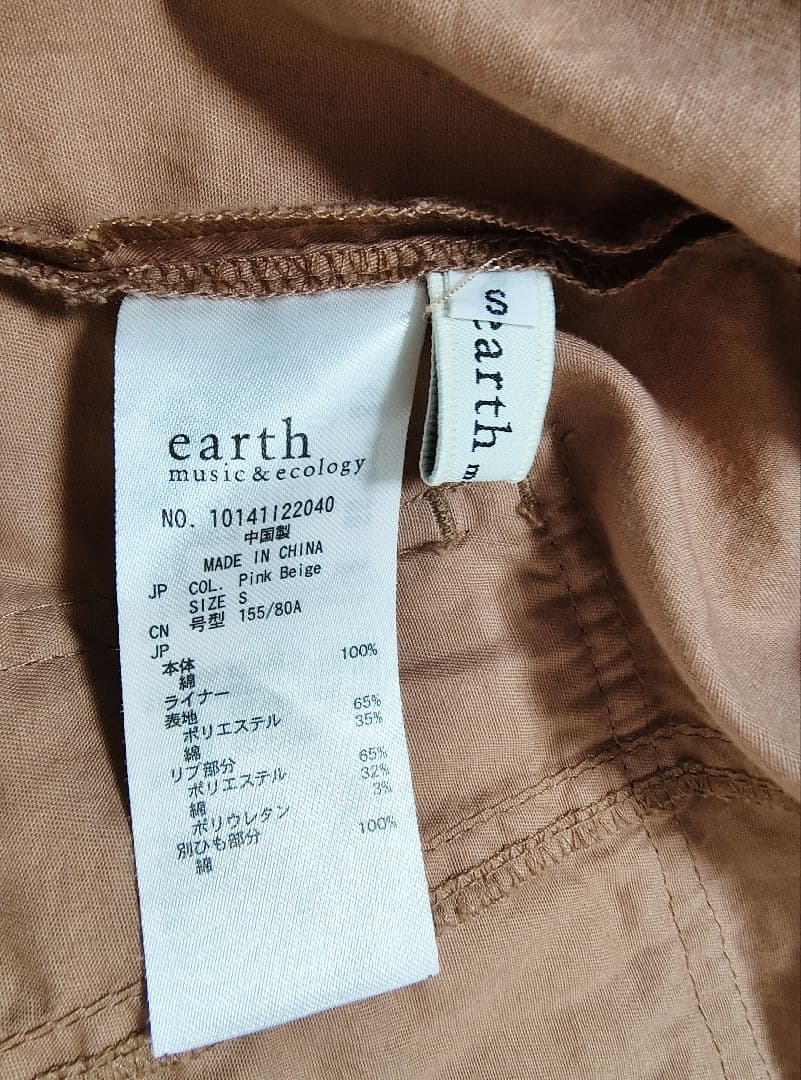 earth
music & ecology
NO. 10141I22040
中国製
MADE IN CHINA
JP COL. Pink Beige
SIZE S
CN 号型 155/80A
JP
本体
綿 100%
ライナー
表地
ポリエステル 65%
綿 35%
リブ部分
ポリエステル 65%
綿 32%
ポリウレタン 3%
別ひも部分
綿 100%
S
earth m